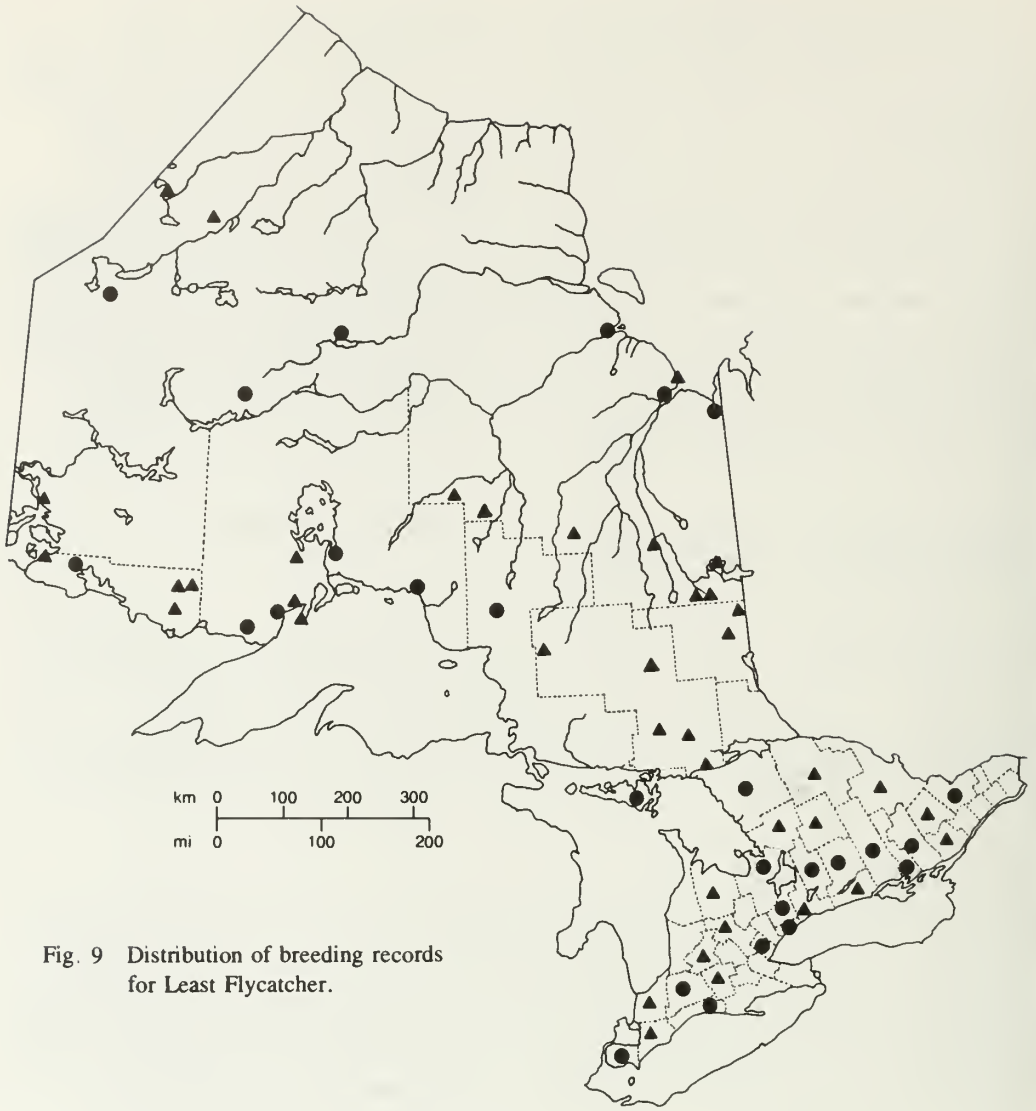 km 0 100 200 300
mi 0 100 200
Fig. 9 Distribution of breeding records
for Least Flycatcher.